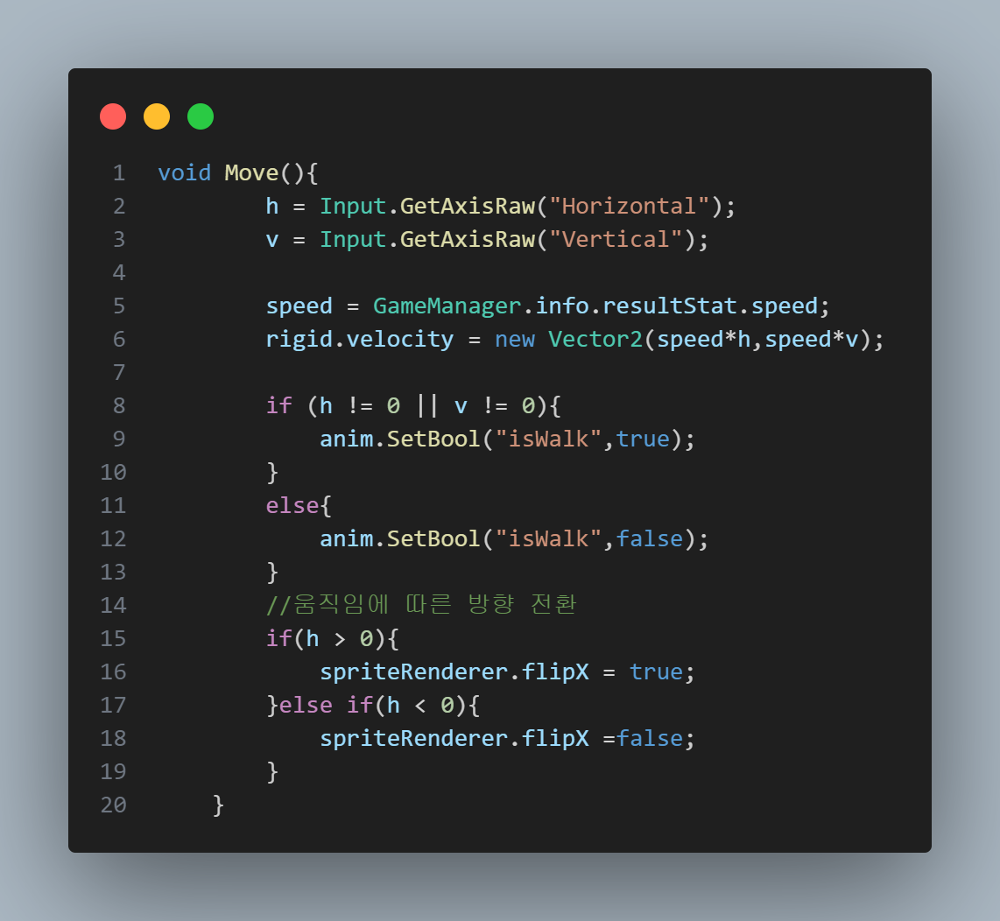 1 void Move(){
2 h = Input.GetAxisRaw("Horizontal");
3 v = Input.GetAxisRaw("Vertical");
4
5 speed = GameManager.info.resultStat.speed;
6 rigid.velocity = new Vector2(speed*h,speed*v);
7
8 if (h != 0 || v != 0){
9 anim.SetBool("isWalk",true);
10 }
11 else{
12 anim.SetBool("isWalk",false);
13 }
14 //움직임에 따른 방향 전환
15 if(h > 0){
16 spriteRenderer.flipX = true;
17 }else if(h < 0){
18 spriteRenderer.flipX =false;
19 }
20 }